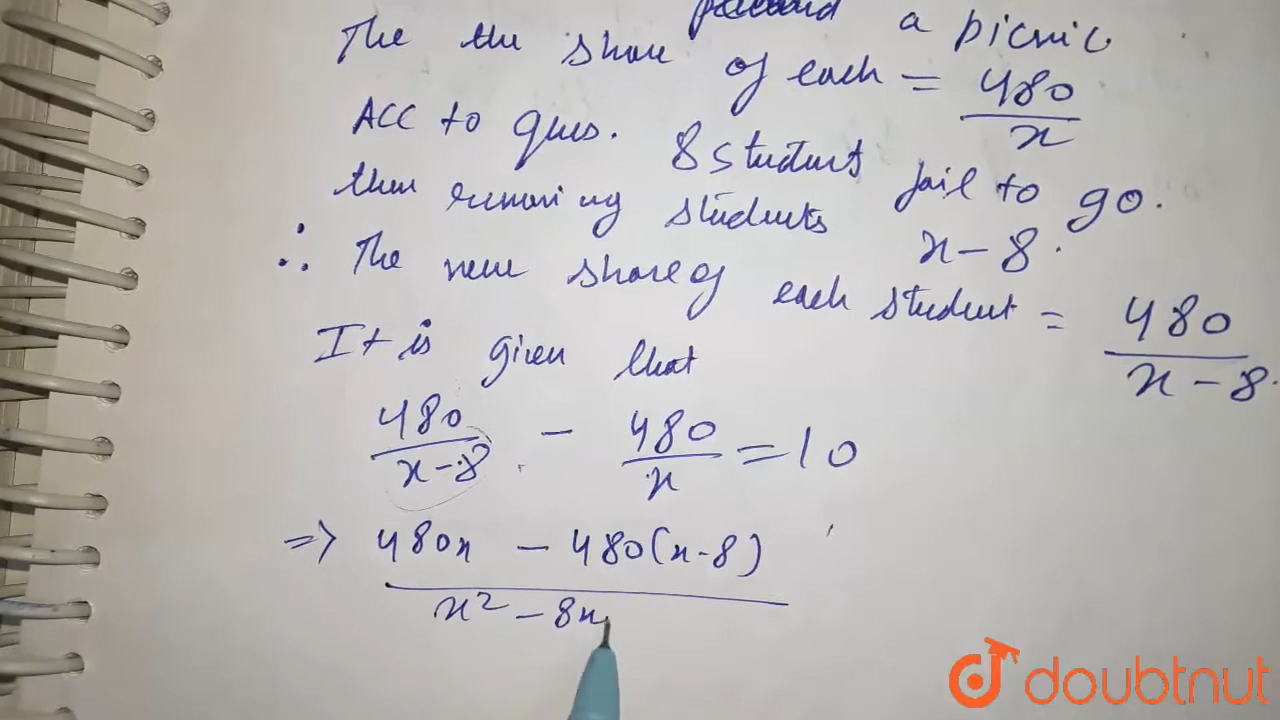 a picnic
The the share of each = 480/x
Acc to ques. 8 students fail to go.
then remaining students x - 8.
∴ The new share of each student = 480/x - 8.
It is given that
480/x - 8 - 480/x = 10
=> 480x - 480(x - 8)/x² - 8x
doubtnut